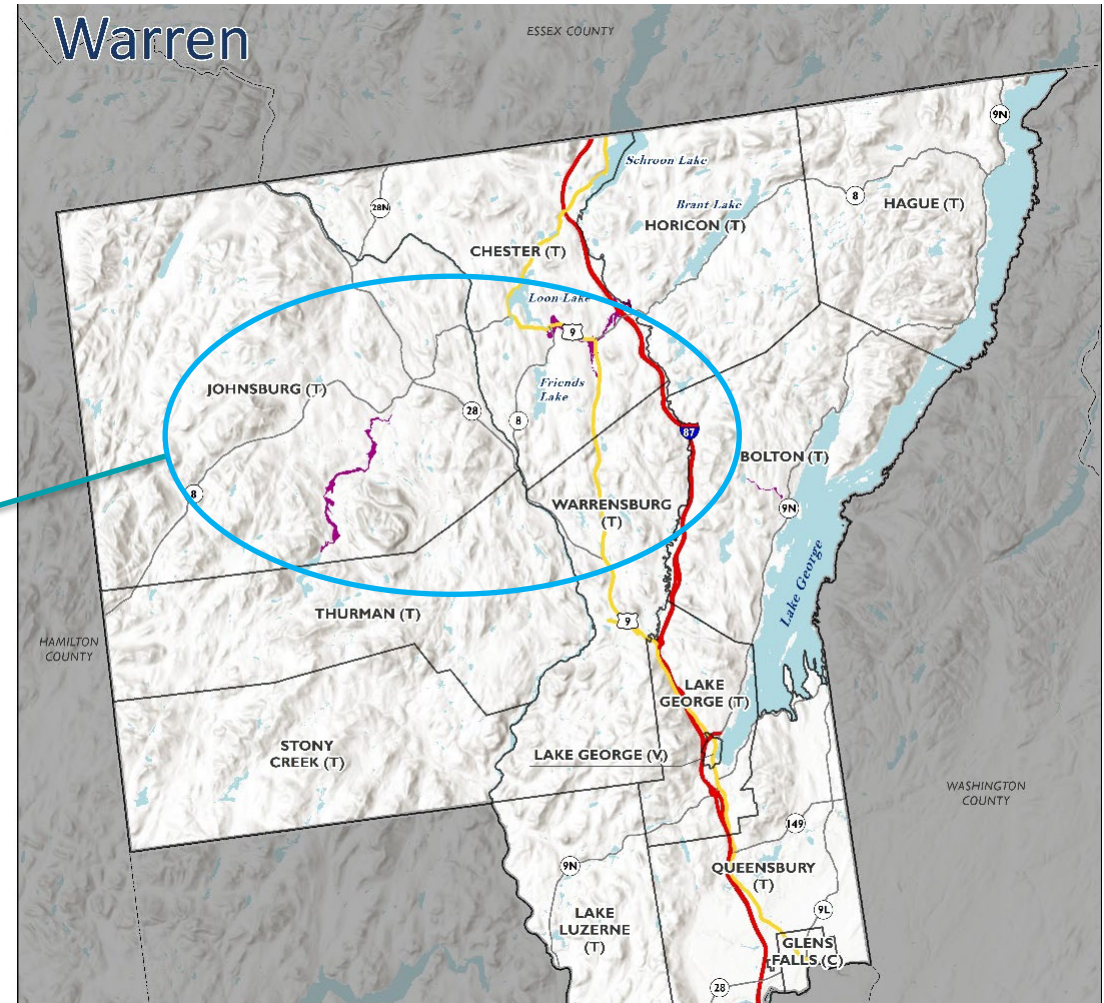 Warren
ESSEX COUNTY
9N
Schroon Lake
8
HAGUE (T)
28N
Brant Lake
HORICON (T)
CHESTER (T)
Loon Lake
9
JOHNSBURG (T)
Friends
Lake
28
8
87
BOLTON (T)
8
WARRENSBURG
(T)
9N
Lake George
THURMAN (T)
9
HAMILTON
COUNTY
LAKE
GEORGE (T)
STONY
CREEK (T)
LAKE GEORGE (V)
WASHINGTON
COUNTY
149
9N
QUEENSBURY
(T)
LAKE
LUZERNE
(T)
9L
GLENS
FALLS (C)
28